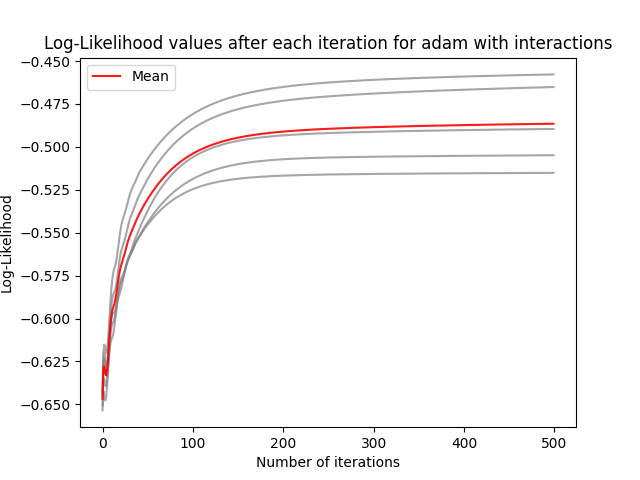 Log-Likelihood values after each iteration for adam with interactions
Mean
Log-Likelihood
−0.450
−0.475
−0.500
−0.525
−0.550
−0.575
−0.600
−0.625
−0.650
0 100 200 300 400 500
Number of iterations